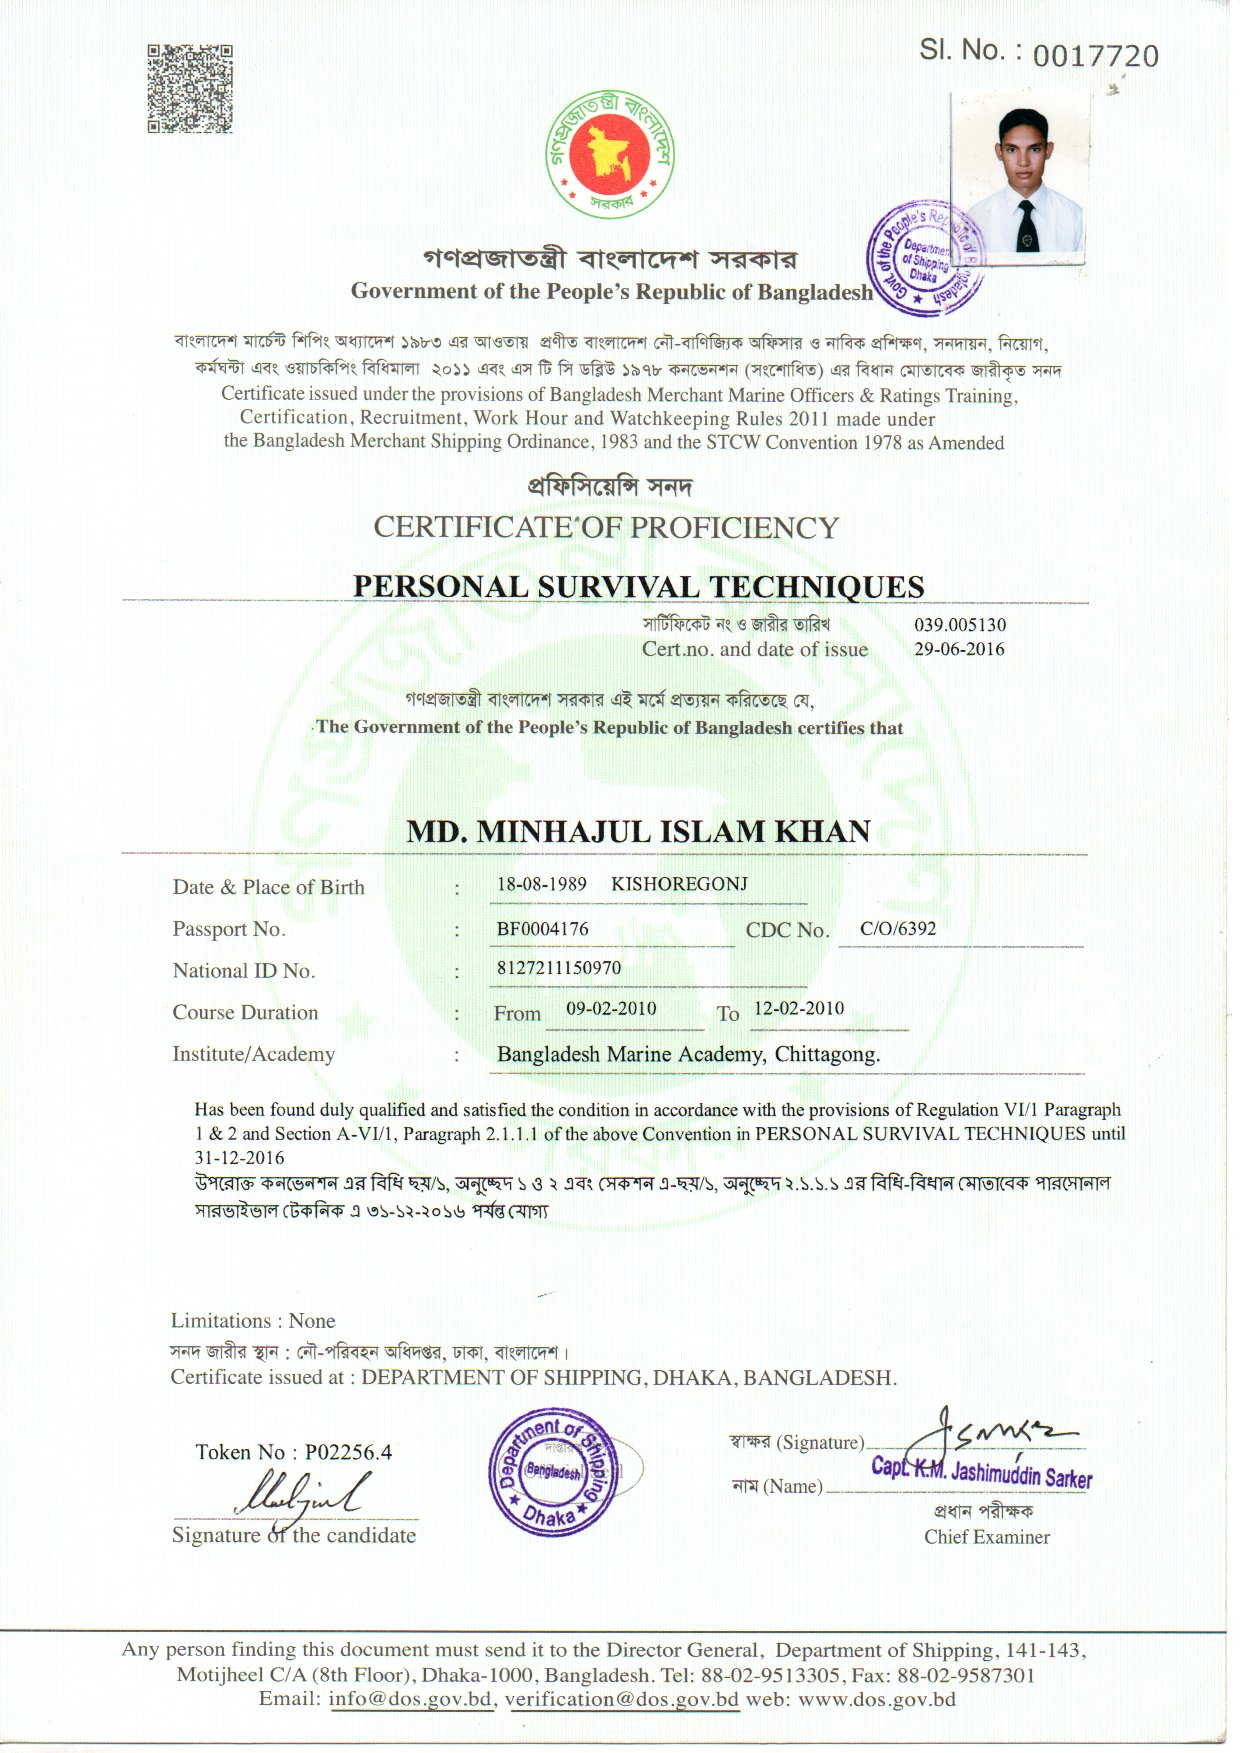 Sl. No. : 0017720
গণপ্রজাতন্ত্রী বাংলাদেশ
সরকার
Govt. of the People's Republic of Bangladesh
Department
of Shipping
Dhaka
গণপ্রজাতন্ত্রী বাংলাদেশ সরকার
Government of the People's Republic of Bangladesh
বাংলাদেশ মার্চেন্ট শিপিং অধ্যাদেশ ১৯৮৩ এর আওতায় প্রণীত বাংলাদেশ নৌ-বাণিজ্যিক অফিসার ও নাবিক প্রশিক্ষণ, সনদায়ন, নিয়োগ,
কর্মঘন্টা এবং ওয়াচকিপিং বিধিমালা ২০১১ এবং এস টি সি ডব্লিউ ১৯৭৮ কনভেনশন (সংশোধিত) এর বিধান মোতাবেক জারীকৃত সনদ
Certificate issued under the provisions of Bangladesh Merchant Marine Officers & Ratings Training,
Certification, Recruitment, Work Hour and Watchkeeping Rules 2011 made under
the Bangladesh Merchant Shipping Ordinance, 1983 and the STCW Convention 1978 as Amended
প্রফিসিয়েন্সি সনদ
CERTIFICATE OF PROFICIENCY
PERSONAL SURVIVAL TECHNIQUES
সার্টিফিকেট নং ও জারীর তারিখ 039.005130
Cert.no. and date of issue 29-06-2016
গণপ্রজাতন্ত্রী বাংলাদেশ সরকার এই মর্মে প্রত্যয়ন করিতেছে যে,
The Government of the People's Republic of Bangladesh certifies that
MD. MINHAJUL ISLAM KHAN
Date & Place of Birth : 18-08-1989 KISHOREGONJ
Passport No. : BF0004176 CDC No. C/O/6392
National ID No. : 8127211150970
Course Duration : From 09-02-2010 To 12-02-2010
Institute/Academy : Bangladesh Marine Academy, Chittagong.
Has been found duly qualified and satisfied the condition in accordance with the provisions of Regulation VI/1 Paragraph
1 & 2 and Section A-VI/1, Paragraph 2.1.1.1 of the above Convention in PERSONAL SURVIVAL TECHNIQUES until
31-12-2016
উপরোক্ত কনভেনশন এর বিধি ছয়/১, অনুচ্ছেদ ১ ও ২ এবং সেকশন এ-ছয়/১, অনুচ্ছেদ ২.১.১.১ এর বিধি-বিধান মোতাবেক পারসোনাল
সারভাইভাল টেকনিক এ ৩১-১২-২০১৬ পর্যন্ত যোগ্য
Limitations : None
সনদ জারীর স্থান : নৌ-পরিবহন অধিদপ্তর, ঢাকা, বাংলাদেশ।
Certificate issued at : DEPARTMENT OF SHIPPING, DHAKA, BANGLADESH.
Token No : P02256.4
Signature of the candidate
Department of Shipping
Bangladesh
Dhaka
স্বাক্ষর (Signature)
Capt. K.M. Jashimuddin Sarker
নাম (Name)
প্রধান পরীক্ষক
Chief Examiner
Any person finding this document must send it to the Director General, Department of Shipping, 141-143,
Motijheel C/A (8th Floor), Dhaka-1000, Bangladesh. Tel: 88-02-9513305, Fax: 88-02-9587301
Email: info@dos.gov.bd, verification@dos.gov.bd web: www.dos.gov.bd